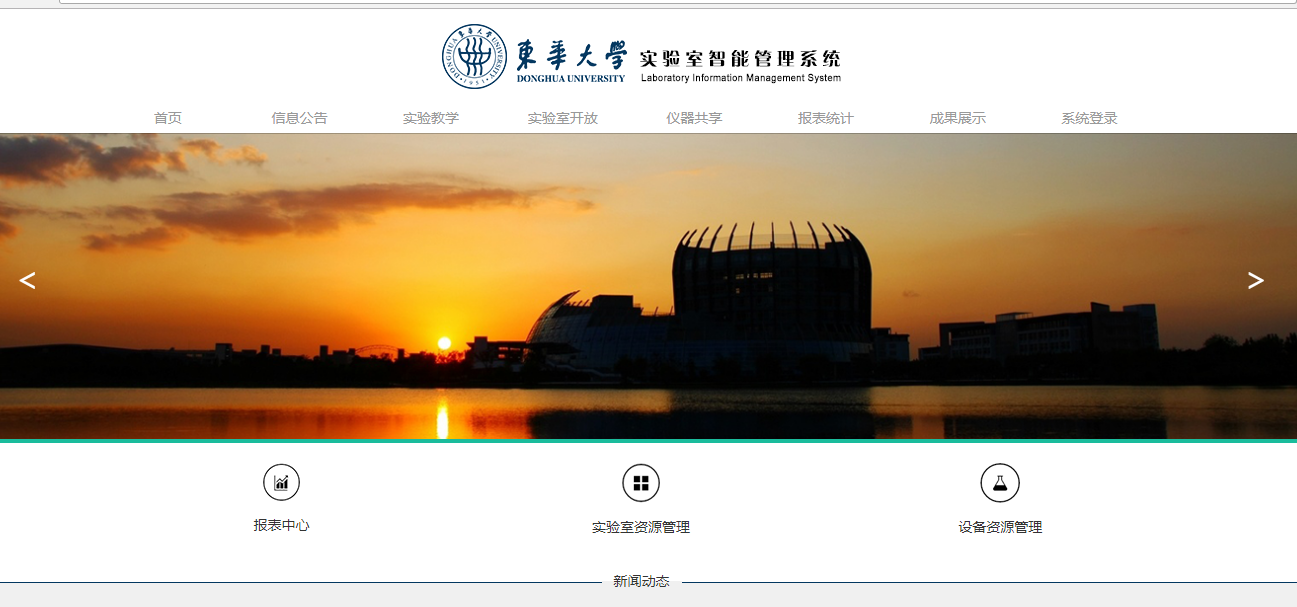 東華大學
DONGHUA UNIVERSITY
DONGHUA UNIVERSITY
1951
实验室智能管理系统
Laboratory Information Management System
首页 信息公告 实验教学 实验室开放 仪器共享 报表统计 成果展示 系统登录
<
>
报表中心 实验室资源管理 设备资源管理
新闻动态